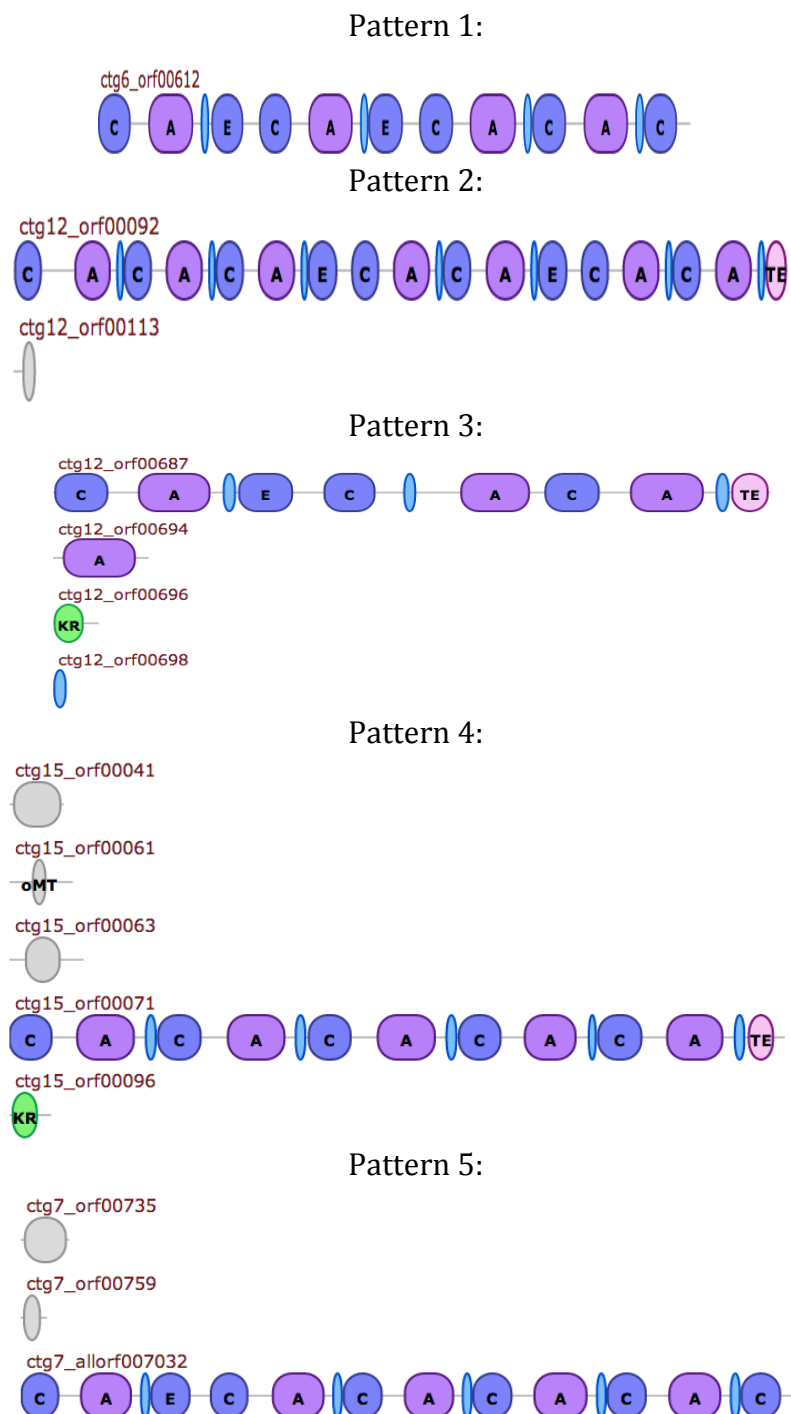 Pattern 1:
ctg6_orf00612
C A E C A E C A C A C
Pattern 2:
ctg12_orf00092
C A C A C A E C A C A E C A C A TE
ctg12_orf00113
Pattern 3:
ctg12_orf00687
C A E C A C A TE
ctg12_orf00694
A
ctg12_orf00696
KR
ctg12_orf00698
Pattern 4:
ctg15_orf00041
ctg15_orf00061
oMT
ctg15_orf00063
ctg15_orf00071
C A C A C A C A C A TE
ctg15_orf00096
KR
Pattern 5:
ctg7_orf00735
ctg7_orf00759
ctg7_allorf007032
C A E C A C A C A C A C